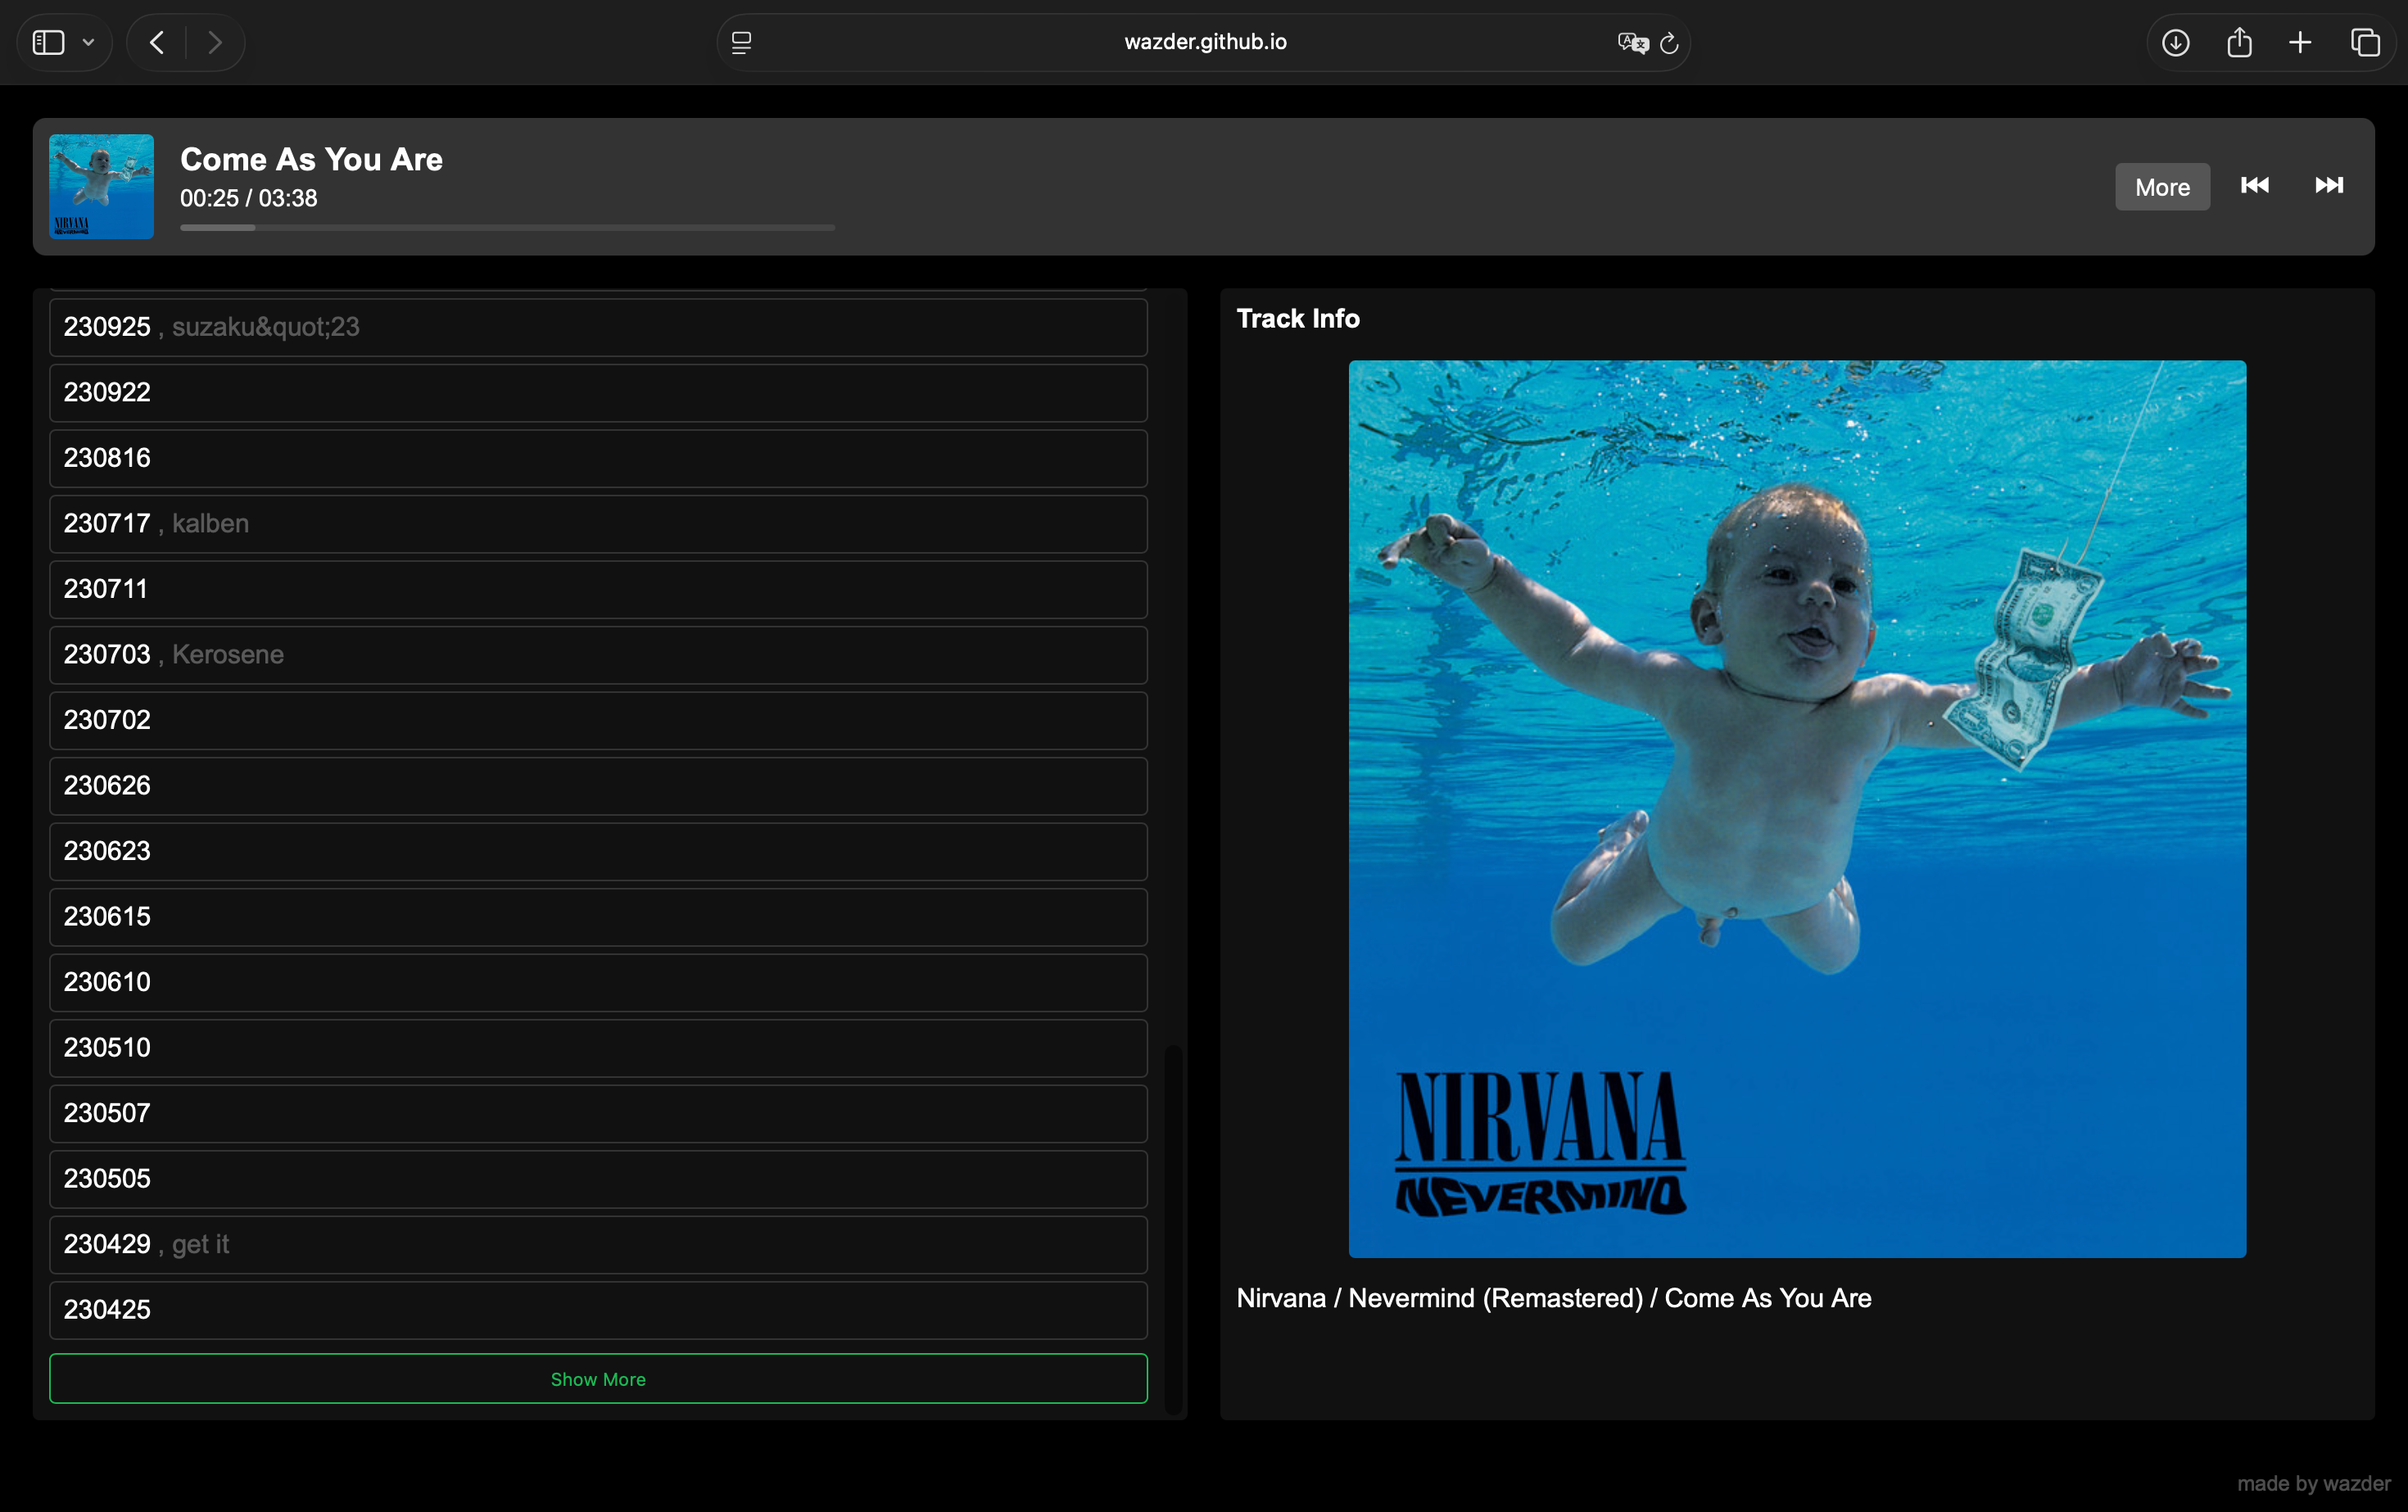 wazder.github.io
Come As You Are
00:25 / 03:38
More
NIRVANA
NEVERMIND
230925 , suzaku&quot;23
230922
230816
230717 , kalben
230711
230703 , Kerosene
230702
230626
230623
230615
230610
230510
230507
230505
230429 , get it
230425
Show More
Track Info
NIRVANA
NEVERMIND
Nirvana / Nevermind (Remastered) / Come As You Are
made by wazder